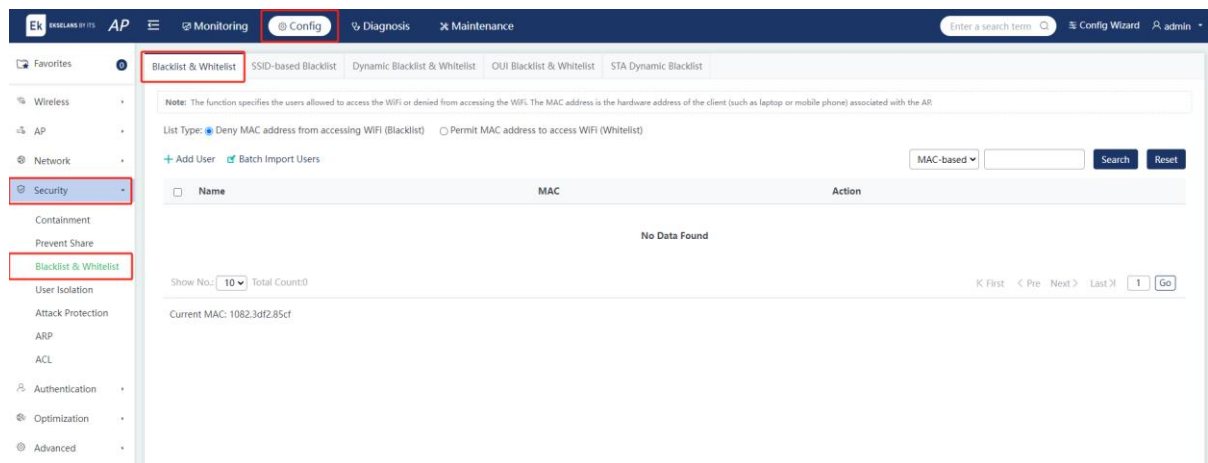 Ek EKSELANS BY ITS AP Monitoring Config Diagnosis Maintenance Enter a search term Config Wizard admin
Favorites 0
Wireless
AP
Network
Security
Containment
Prevent Share
Blacklist & Whitelist
User Isolation
Attack Protection
ARP
ACL
Authentication
Optimization
Advanced
Blacklist & Whitelist SSID-based Blacklist Dynamic Blacklist & Whitelist OUI Blacklist & Whitelist STA Dynamic Blacklist
Note: The function specifies the users allowed to access the WiFi or denied from accessing the WiFi. The MAC address is the hardware address of the client (such as laptop or mobile phone) associated with the AP.
List Type: Deny MAC address from accessing WiFi (Blacklist) Permit MAC address to access WiFi (Whitelist)
+ Add User Batch Import Users MAC-based Search Reset
Name MAC Action
No Data Found
Show No.: 10 Total Count:0 K First < Pre Next > Last 1 Go
Current MAC: 1082.3df2.85cf